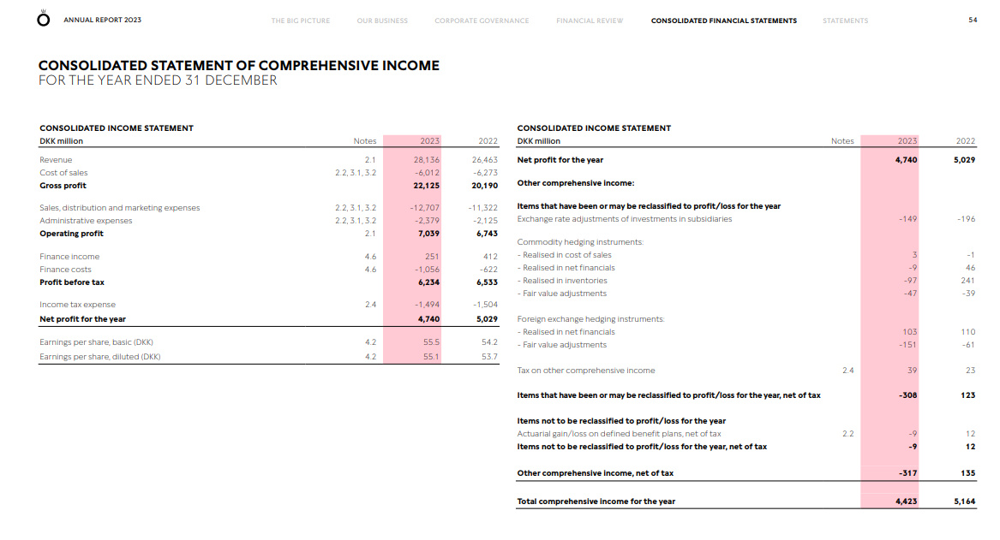 ANNUAL REPORT 2023
THE BIG PICTURE OUR BUSINESS CORPORATE GOVERNANCE FINANCIAL REVIEW CONSOLIDATED FINANCIAL STATEMENTS STATEMENTS 54
CONSOLIDATED STATEMENT OF COMPREHENSIVE INCOME
FOR THE YEAR ENDED 31 DECEMBER
CONSOLIDATED INCOME STATEMENT
DKK million Notes 2023 2022
Revenue 2.1 28,136 26,463
Cost of sales 2.2, 3.1, 3.2 -6,012 -6,273
Gross profit 22,125 20,190
Sales, distribution and marketing expenses 2.2, 3.1, 3.2 -12,707 -11,322
Administrative expenses 2.2, 3.1, 3.2 -2,379 -2,125
Operating profit 2.1 7,039 6,743
Finance income 4.6 251 412
Finance costs 4.6 -1,056 -622
Profit before tax 6,234 6,533
Income tax expense 2.4 -1,494 -1,504
Net profit for the year 4,740 5,029
Earnings per share, basic (DKK) 4.2 55.5 54.2
Earnings per share, diluted (DKK) 4.2 55.1 53.7
CONSOLIDATED INCOME STATEMENT
DKK million Notes 2023 2022
Net profit for the year 4,740 5,029
Other comprehensive income:
Items that have been or may be reclassified to profit/loss for the year
Exchange rate adjustments of investments in subsidiaries -149 -196
Commodity hedging instruments:
- Realised in cost of sales 3 -1
- Realised in net financials -9 46
- Realised in inventories -97 241
- Fair value adjustments -47 -39
Foreign exchange hedging instruments:
- Realised in net financials 103 110
- Fair value adjustments -151 -61
Tax on other comprehensive income 2.4 39 23
Items that have been or may be reclassified to profit/loss for the year, net of tax -308 123
Items not to be reclassified to profit/loss for the year
Actuarial gain/loss on defined benefit plans, net of tax 2.2 -9 12
Items not to be reclassified to profit/loss for the year, net of tax -9 12
Other comprehensive income, net of tax -317 135
Total comprehensive income for the year 4,423 5,164